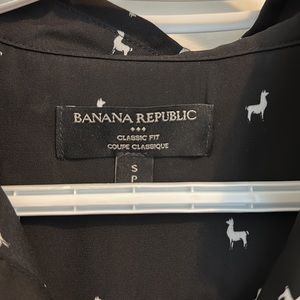 BANANA REPUBLIC
CLASSIC FIT
COUPE CLASSIQUE
S
P